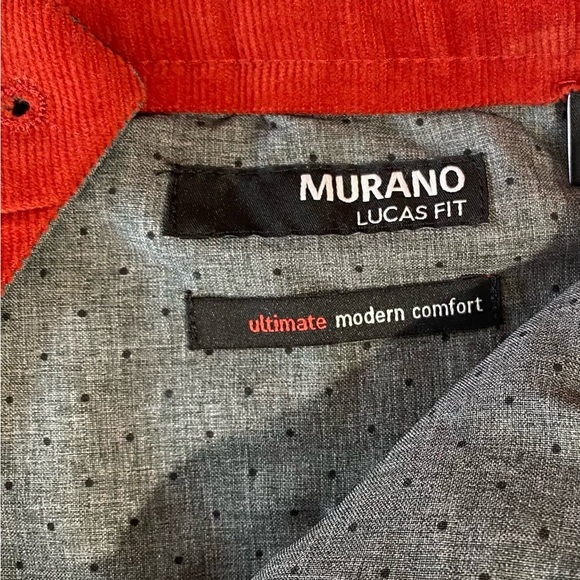 MURANO
LUCAS FIT
ultimate modern comfort